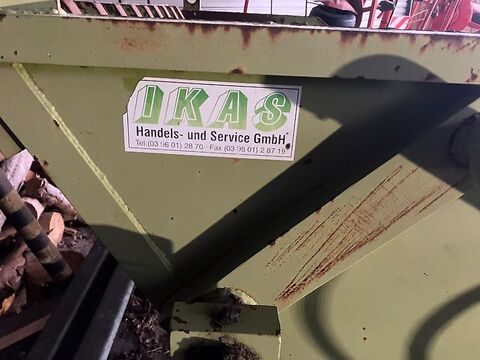 IKAS
Handels- und Service GmbH
Tel. (03 96 01) 28 70 · Fax (03 96 01) 2 87 19